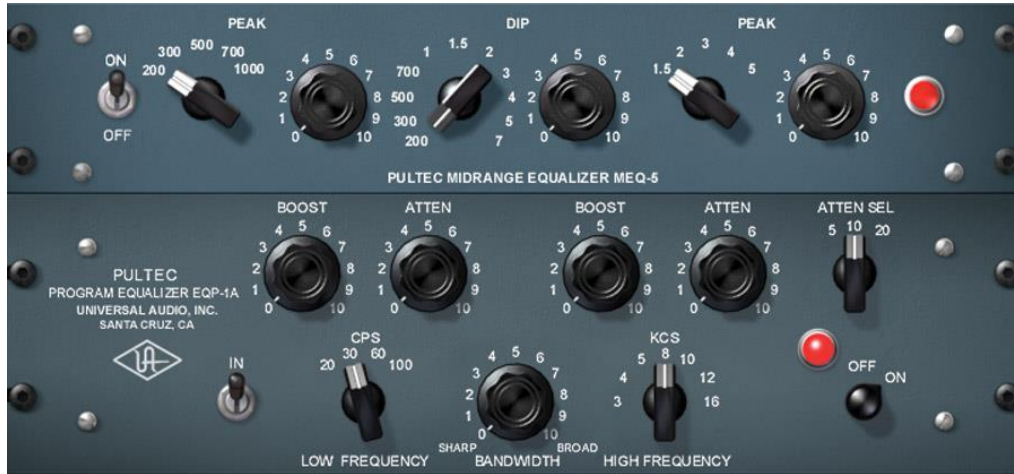 PEAK DIP PEAK
ON
OFF
200 300 500 700 1000
0 1 2 3 4 5 6 7 8 9 10
200 300 500 700 1 1.5 2 3 4 5 7
0 1 2 3 4 5 6 7 8 9 10
1.5 2 3 4 5
0 1 2 3 4 5 6 7 8 9 10
PULTEC MIDRANGE EQUALIZER MEQ-5
BOOST ATTEN BOOST ATTEN ATTEN SEL
0 1 2 3 4 5 6 7 8 9 10
0 1 2 3 4 5 6 7 8 9 10
0 1 2 3 4 5 6 7 8 9 10
0 1 2 3 4 5 6 7 8 9 10
5 10 20
PULTEC
PROGRAM EQUALIZER EQP-1A
UNIVERSAL AUDIO, INC.
SANTA CRUZ, CA
UA
IN
CPS
20 30 60 100
LOW FREQUENCY
0 1 2 3 4 5 6 7 8 9 10
SHARP BROAD
BANDWIDTH
KCS
3 4 5 8 10 12 16
HIGH FREQUENCY
OFF ON